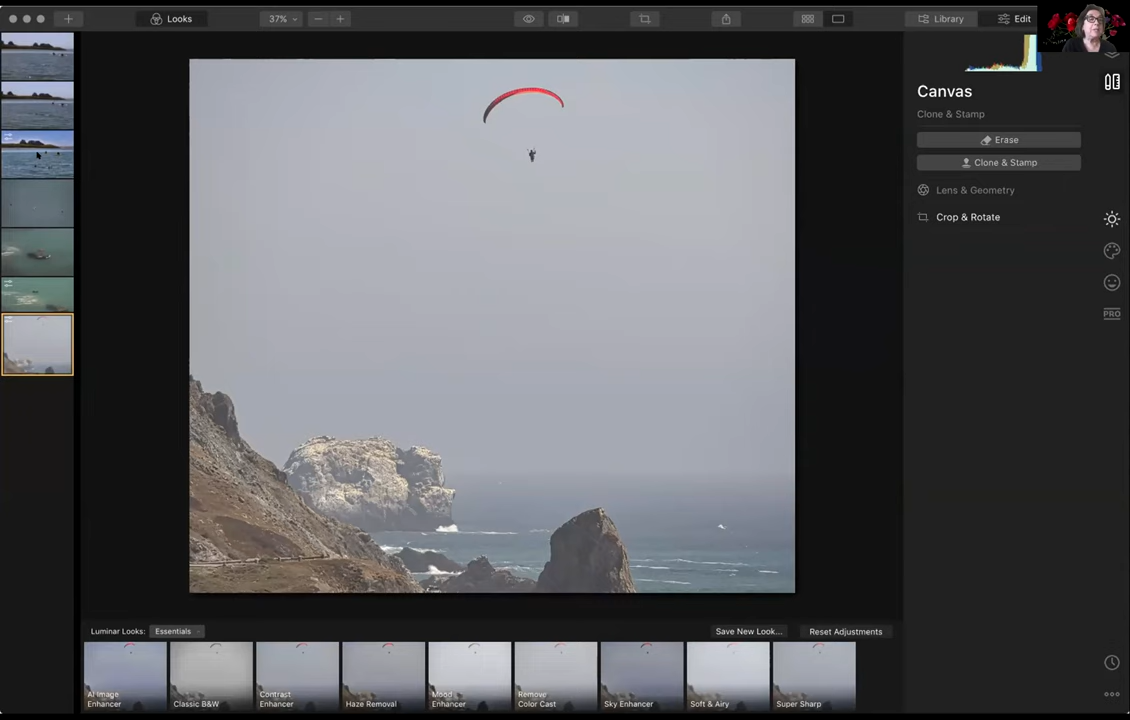 Looks
37%
Library
Edit
Canvas
Clone & Stamp
Erase
Clone & Stamp
Lens & Geometry
Crop & Rotate
PRO
Luminar Looks:
Essentials
Save New Look...
Reset Adjustments
AI Image
Enhancer
Classic B&W
Contrast
Enhancer
Haze Removal
Mood
Enhancer
Remove
Color Cast
Sky Enhancer
Soft & Airy
Super Sharp